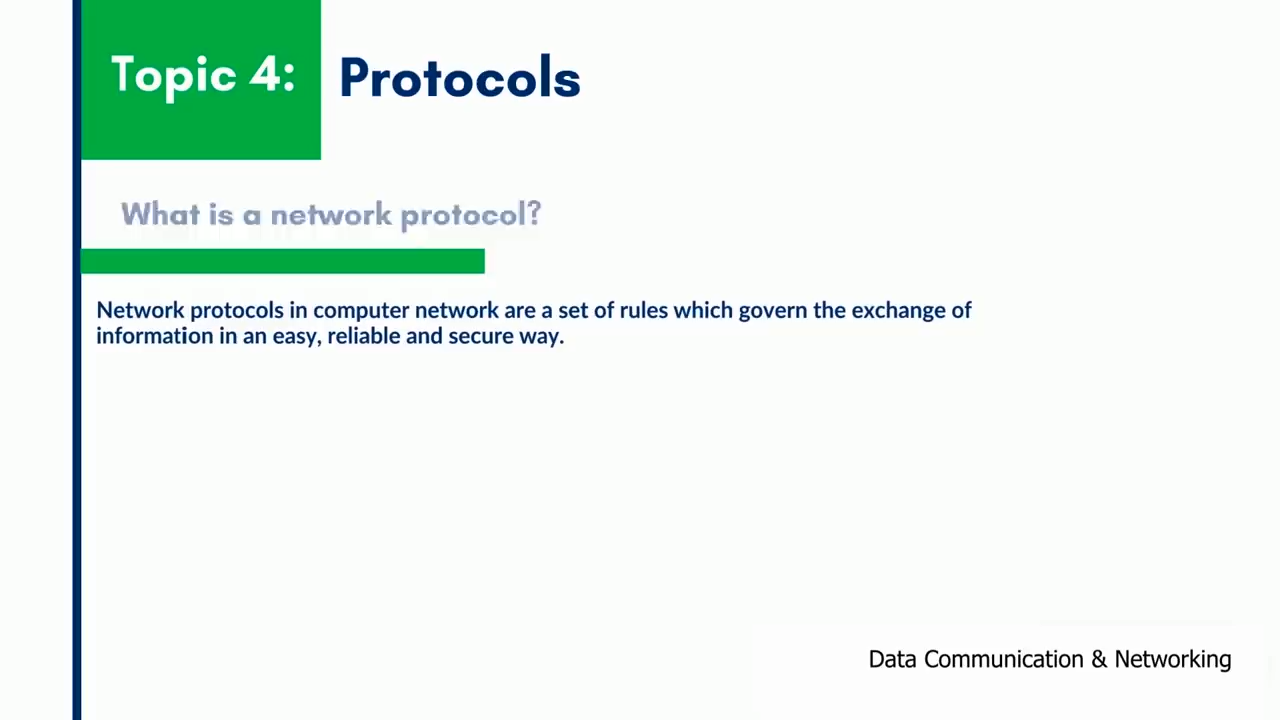 Topic 4: Protocols
What is a network protocol?
Network protocols in computer network are a set of rules which govern the exchange of
information in an easy, reliable and secure way.
Data Communication & Networking